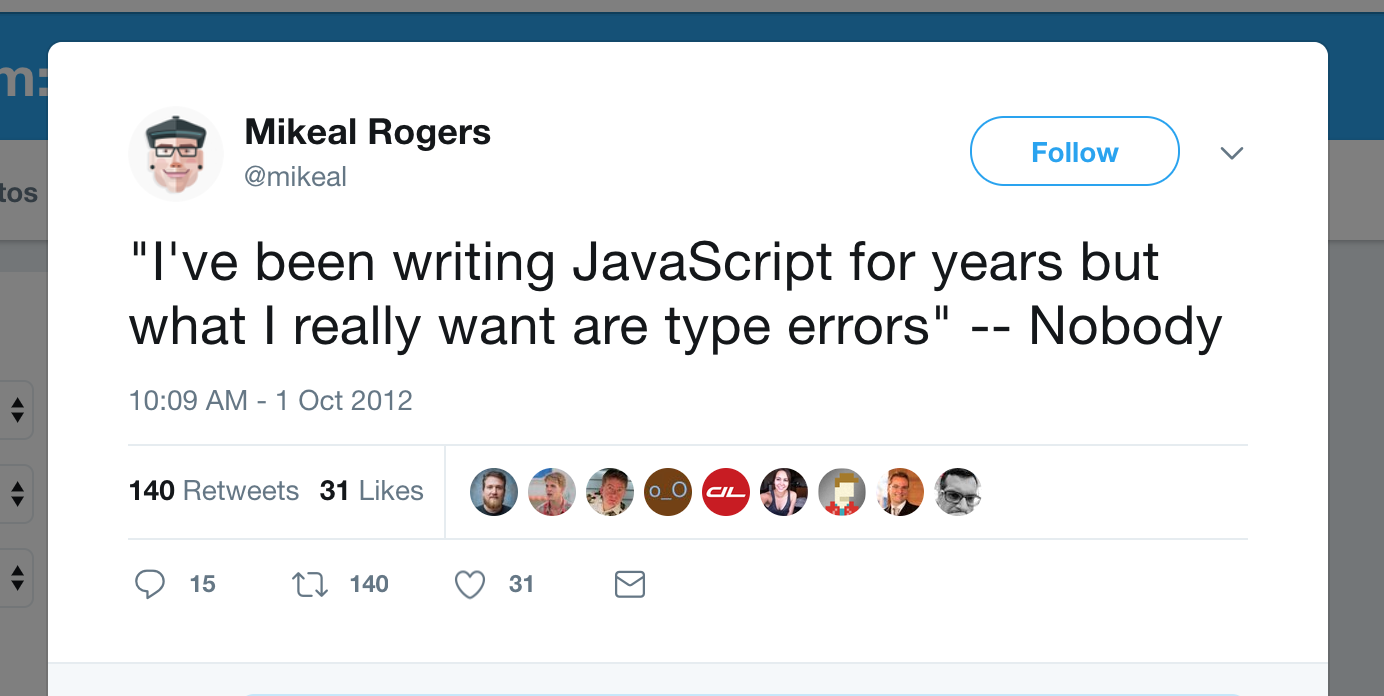 m:
tos
Mikeal Rogers
@mikeal
Follow
"I've been writing JavaScript for years but
what I really want are type errors" -- Nobody
10:09 AM - 1 Oct 2012
140 Retweets 31 Likes
o_O
CIL
15 140 31